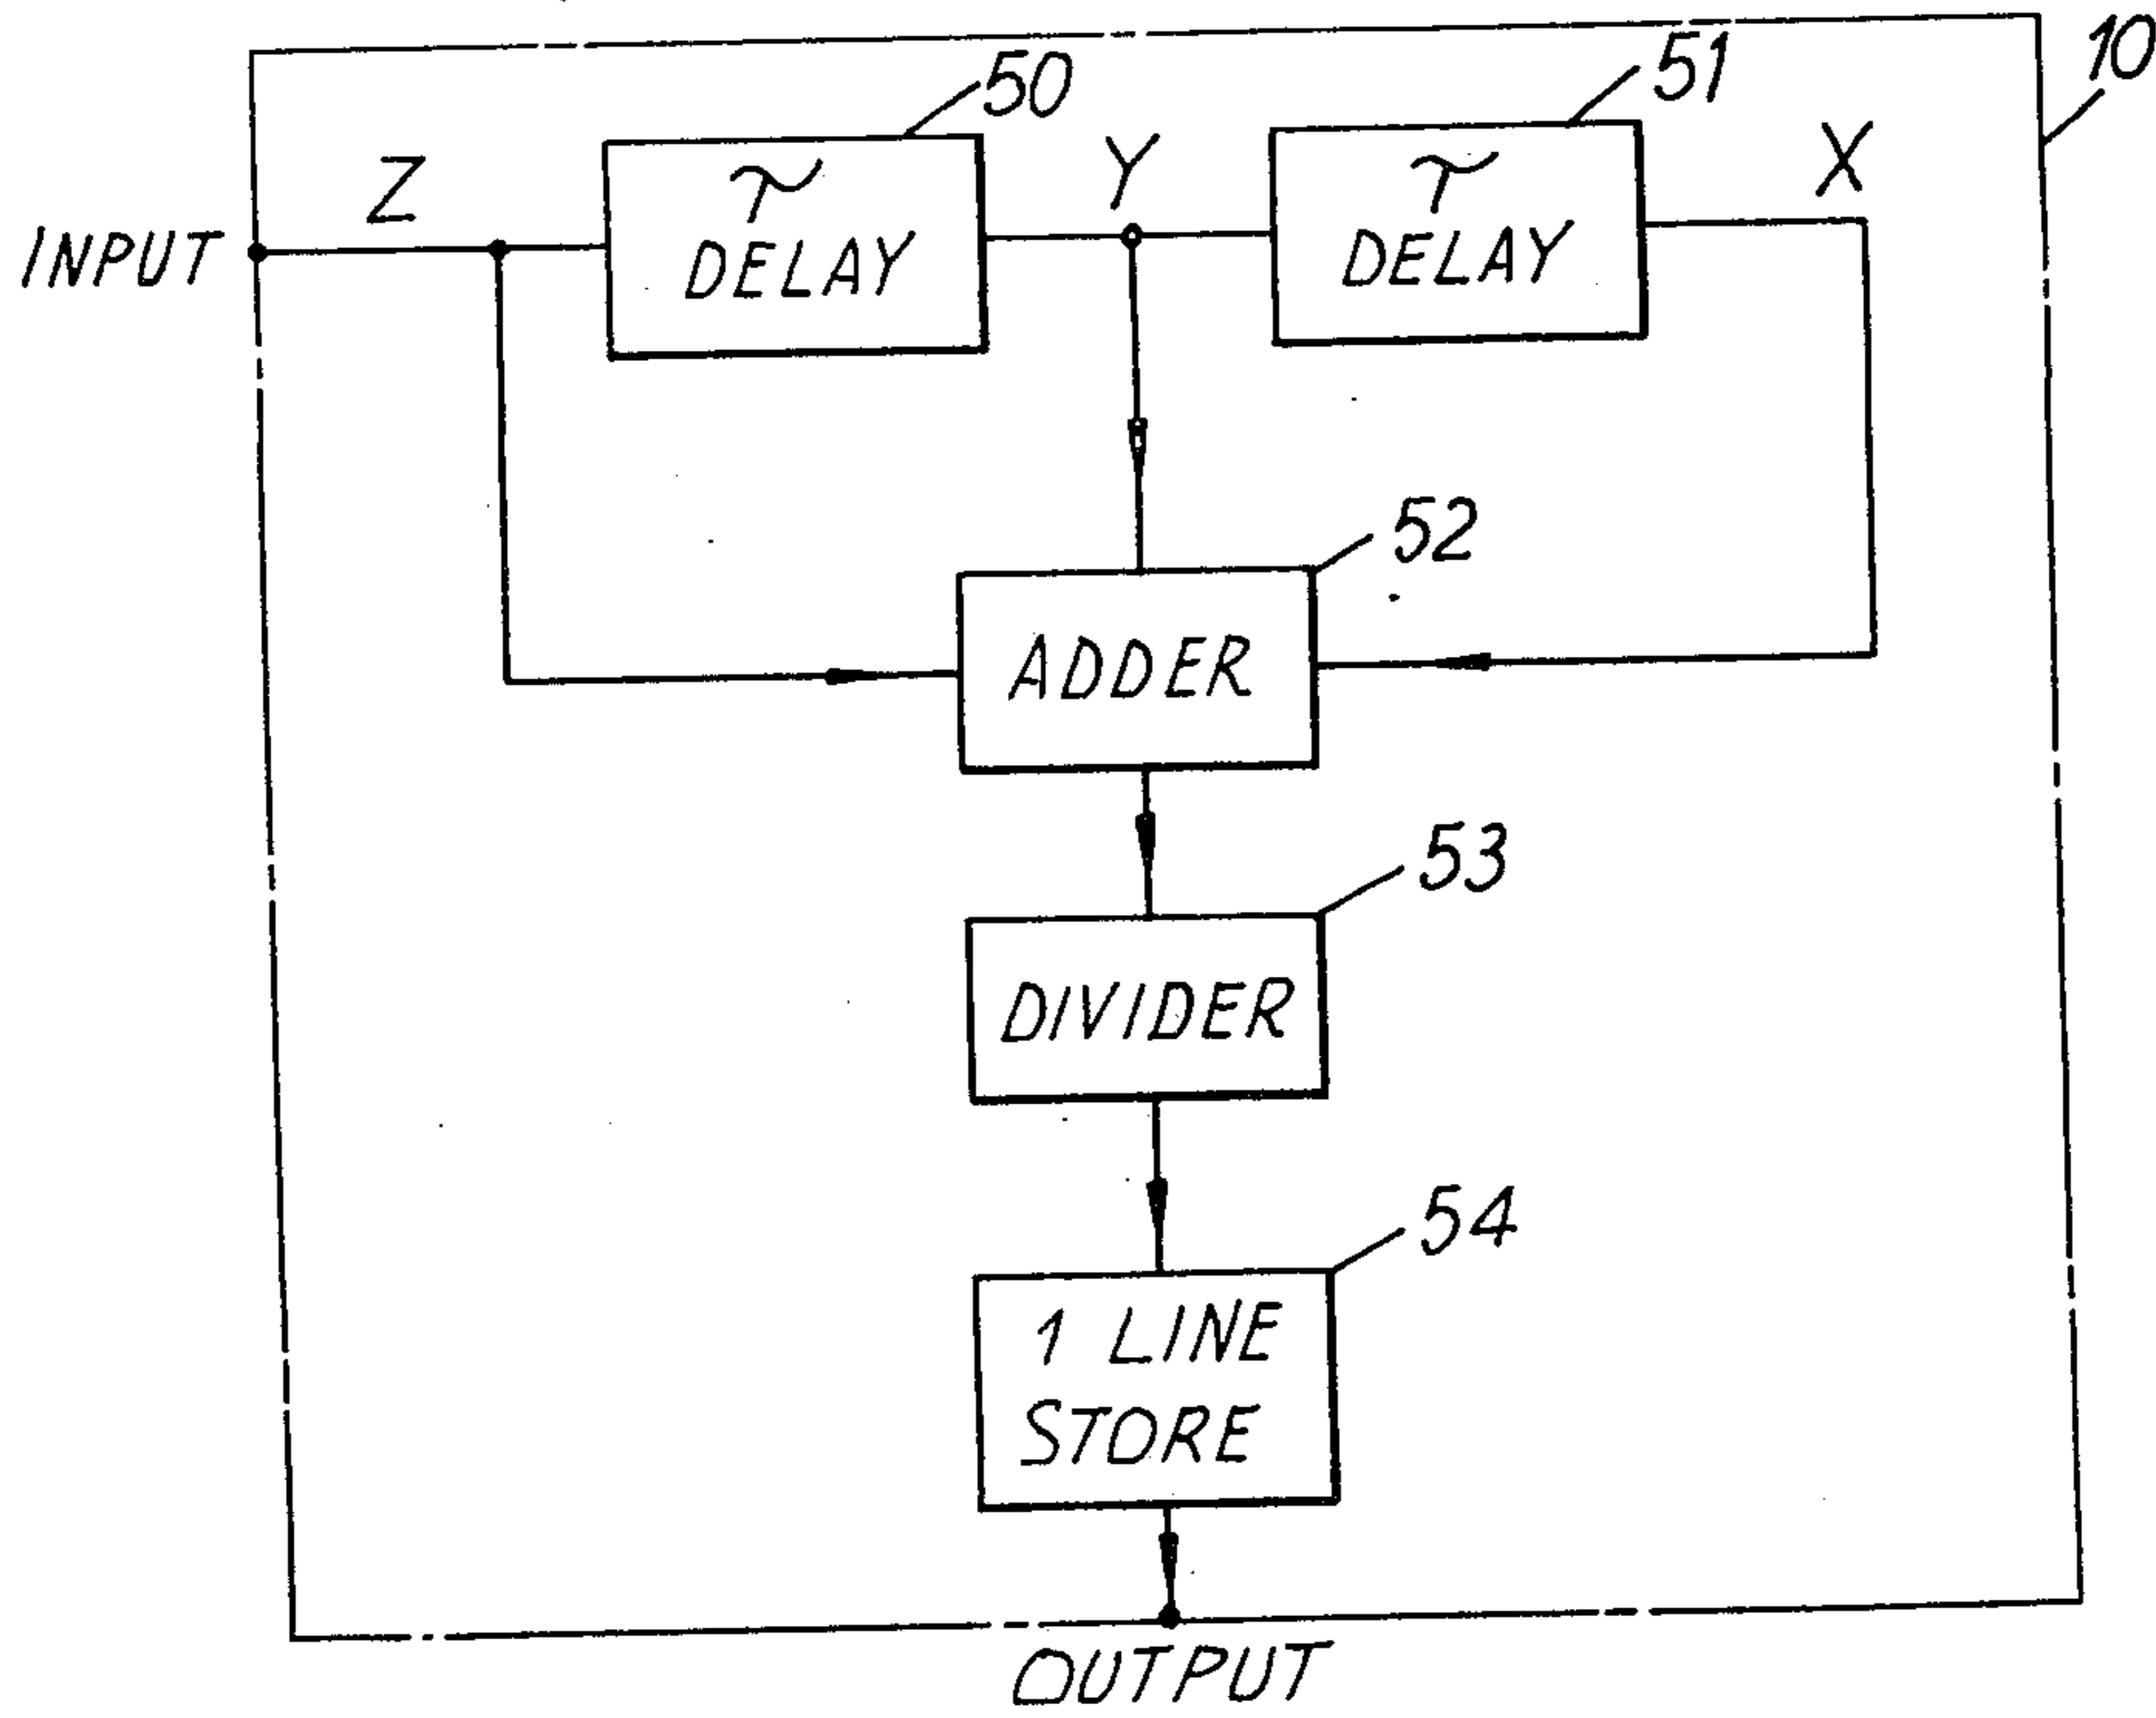 10
50
51
Z
Y
X
INPUT
τ
DELAY
τ
DELAY
52
ADDER
53
DIVIDER
54
1 LINE
STORE
OUTPUT